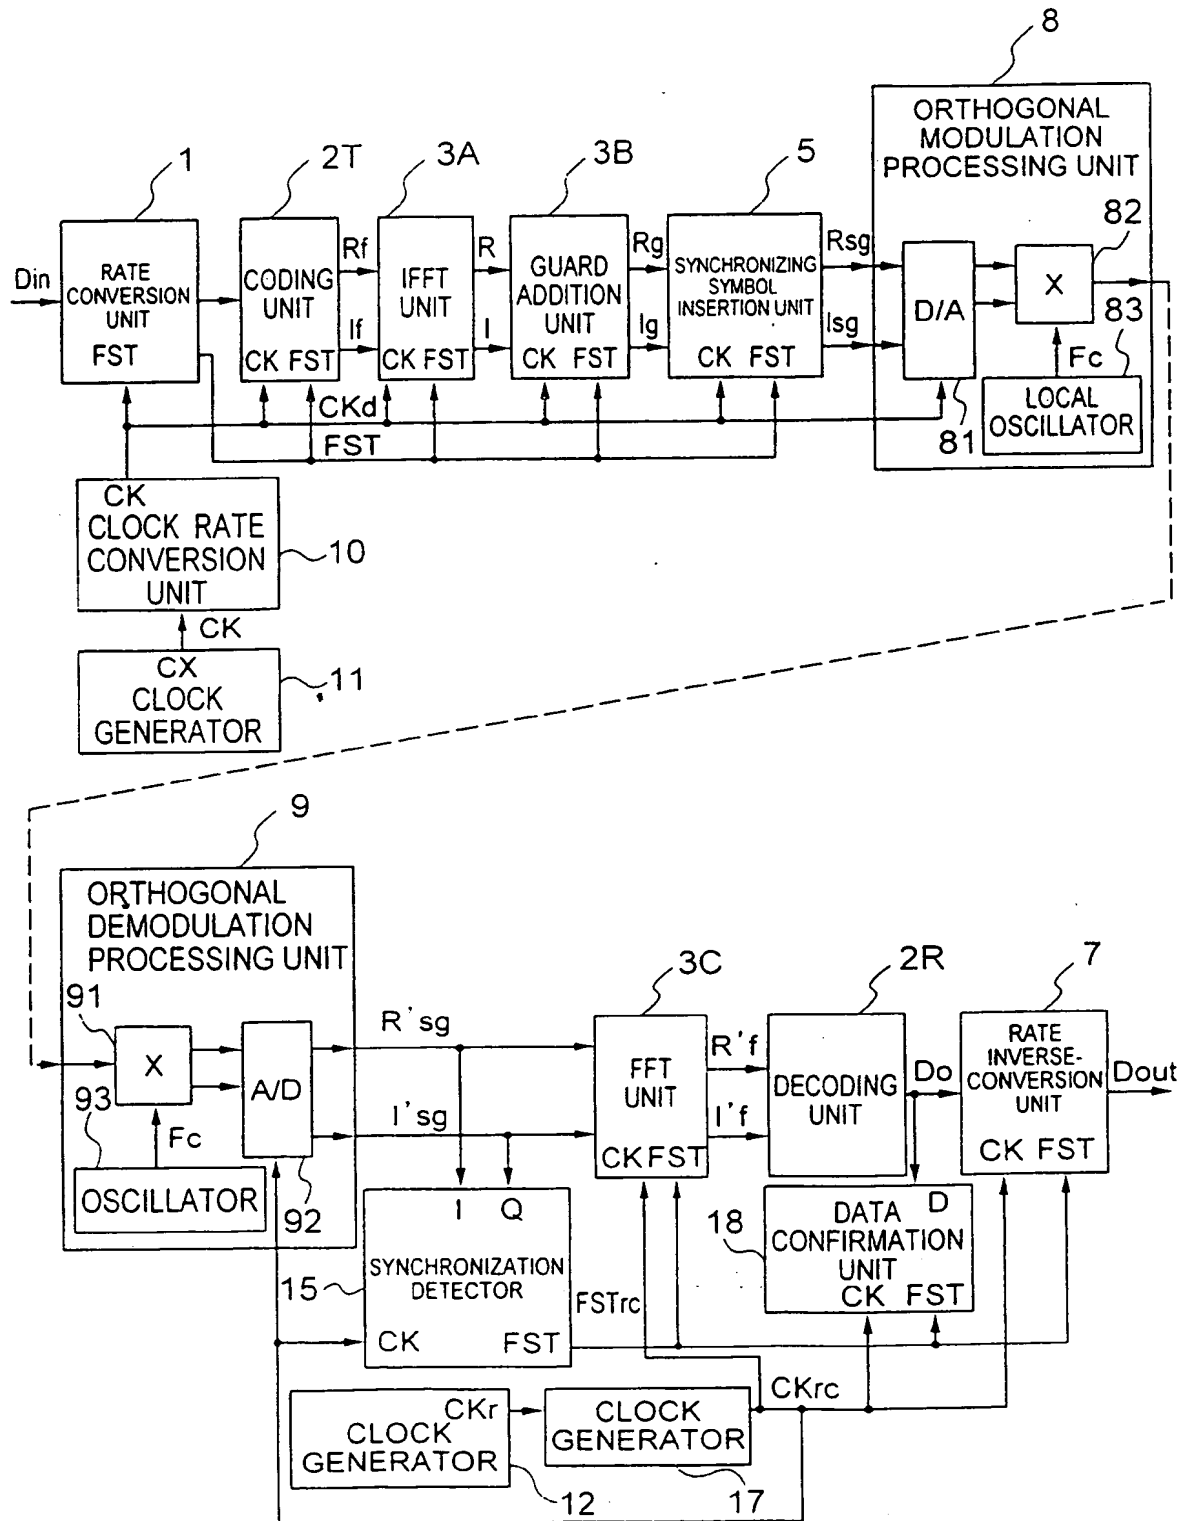 8
ORTHOGONAL
MODULATION
PROCESSING UNIT
1
2T
3A
3B
5
82
Din
RATE
CONVERSION
UNIT
FST
CODING
UNIT
CK FST
Rf
If
IFFT
UNIT
CK FST
R
I
GUARD
ADDITION
UNIT
CK FST
Rg
Ig
SYNCHRONIZING
SYMBOL
INSERTION UNIT
CK FST
Rsg
Isg
D/A
X
83
Fc
LOCAL
OSCILLATOR
81
CKd
FST
CK
CLOCK RATE
CONVERSION
UNIT
10
CK
CX
CLOCK
GENERATOR
11
9
ORTHOGONAL
DEMODULATION
PROCESSING UNIT
91
X
93
Fc
A/D
OSCILLATOR
92
R'sg
I'sg
3C
FFT
UNIT
CK FST
R'f
I'f
2R
DECODING
UNIT
Do
7
RATE
INVERSE-
CONVERSION
UNIT
CK FST
Dout
I Q
SYNCHRONIZATION
DETECTOR
CK FST
15
FSTrc
18
D
DATA
CONFIRMATION
UNIT
CK FST
CKrc
CKr
CLOCK
GENERATOR
12
CLOCK
GENERATOR
17